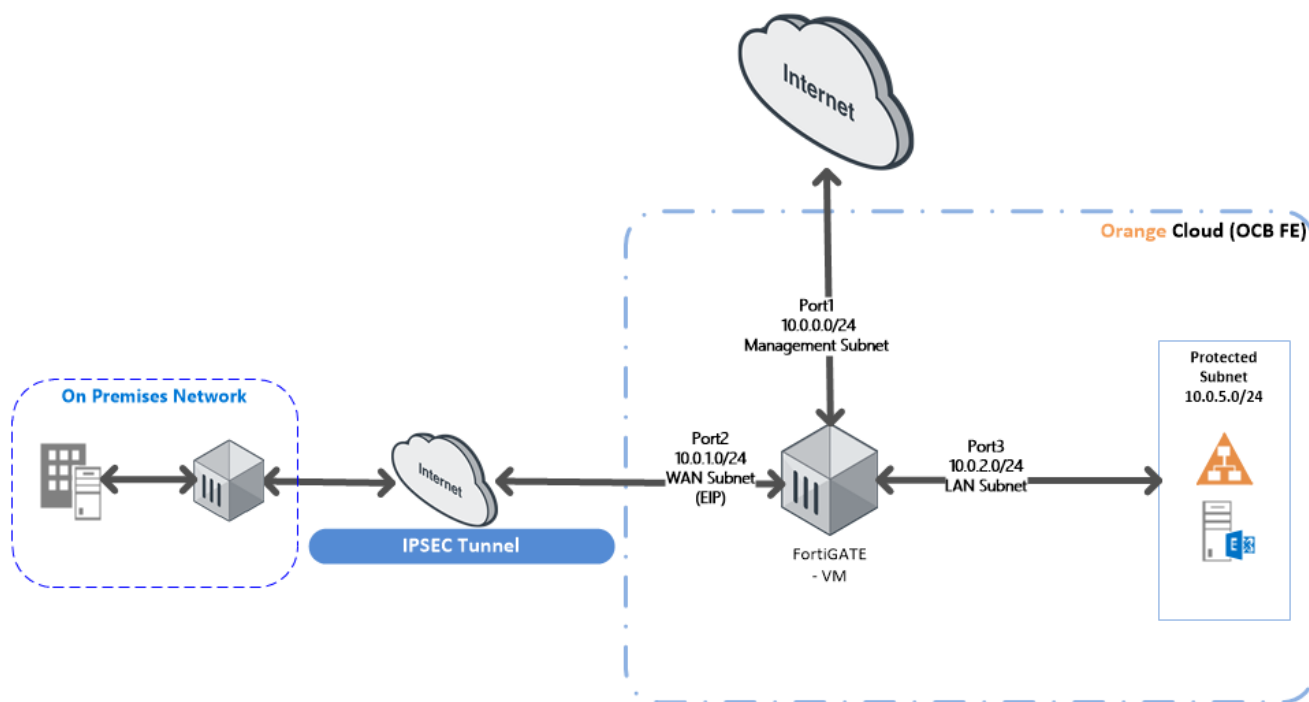 Internet
Orange Cloud (OCB FE)
Port1
10.0.0.0/24
Management Subnet
Protected
Subnet
10.0.5.0/24
On Premises Network
Internet
Port2
10.0.1.0/24
WAN Subnet
(EIP)
Port3
10.0.2.0/24
LAN Subnet
IPSEC Tunnel
FortiGATE
- VM
E